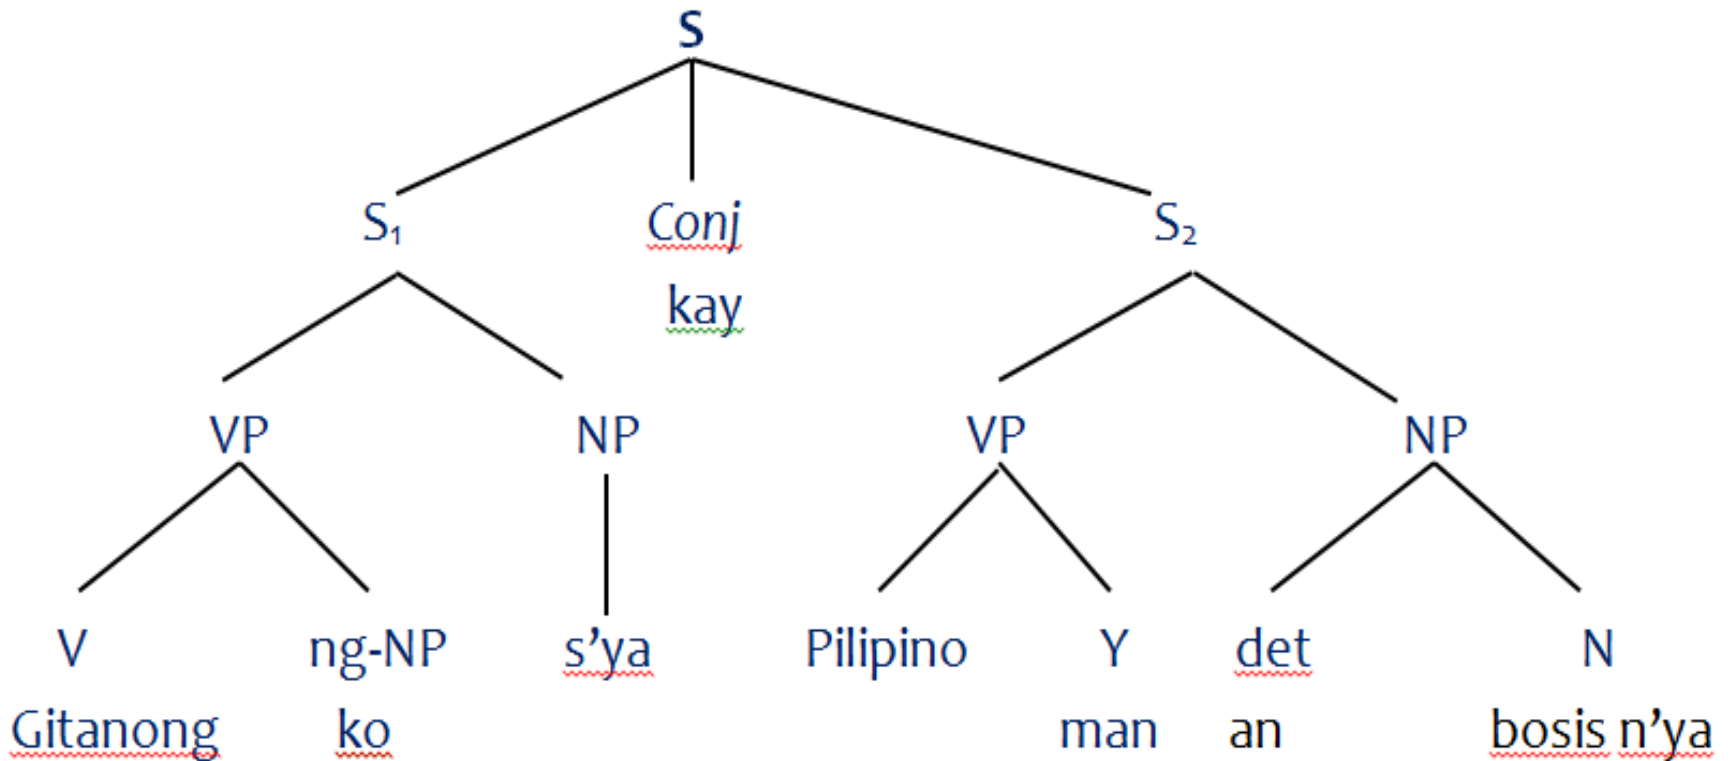 S
S₁ Conj S₂
kay
VP NP VP NP
V ng-NP s’ya Pilipino Y det N
Gitanong ko man an bosis n’ya